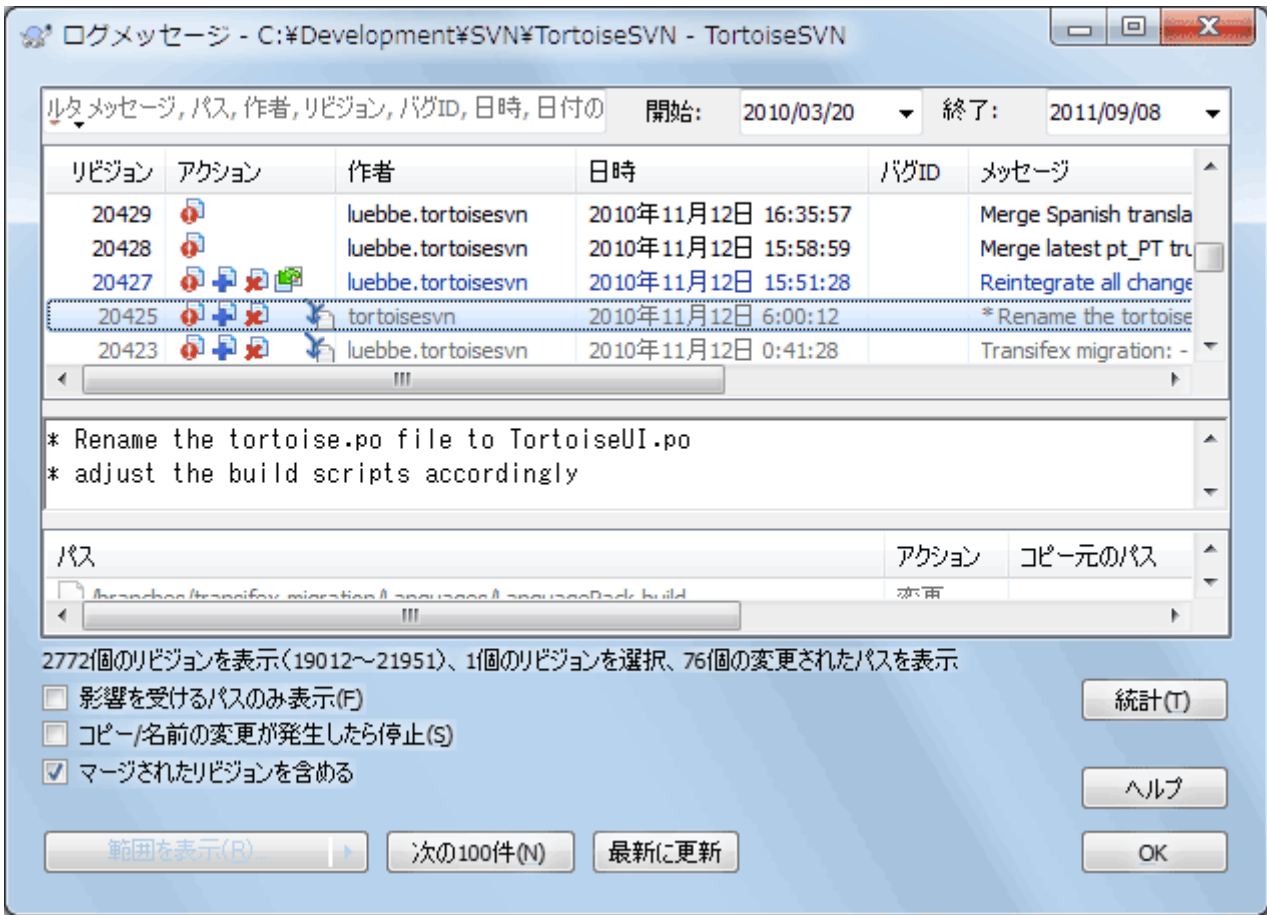 ログメッセージ - C:¥Development¥SVN¥TortoiseSVN - TortoiseSVN
ルタ メッセージ, パス, 作者, リビジョン, バグID, 日時, 日付の 開始: 2010/03/20 終了: 2011/09/08
リビジョン アクション 作者 日時 バグID メッセージ
20429 luebbe.tortoisesvn 2010年11月12日 16:35:57 Merge Spanish transla
20428 luebbe.tortoisesvn 2010年11月12日 15:58:59 Merge latest pt_PT tru
20427 luebbe.tortoisesvn 2010年11月12日 15:51:28 Reintegrate all change
20425 tortoisesvn 2010年11月12日 6:00:12 * Rename the tortoise
20423 luebbe.tortoisesvn 2010年11月12日 0:41:28 Transifex migration: -
* Rename the tortoise.po file to TortoiseUI.po
* adjust the build scripts accordingly
パス アクション コピー元のパス
/branches/transifex-migration/Languages/LanguagePack.build 変更
2772個のリビジョンを表示(19012～21951)、1個のリビジョンを選択、76個の変更されたパスを表示
影響を受けるパスのみ表示(F)
統計(T)
コピー/名前の変更が発生したら停止(S)
マージされたリビジョンを含める
ヘルプ
範囲を表示(R)... 次の100件(N) 最新に更新 OK